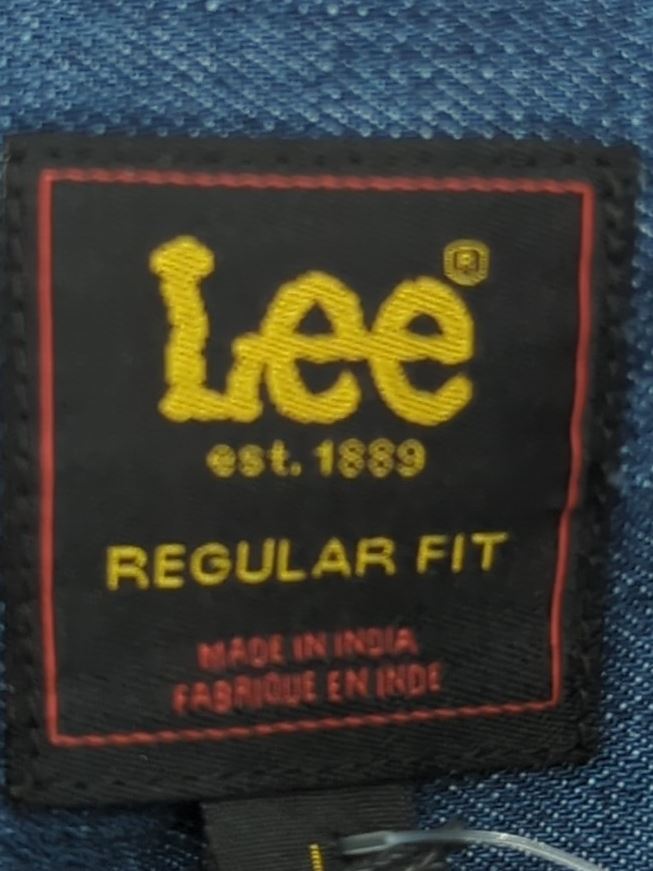 Lee®
est. 1889
REGULAR FIT
MADE IN INDIA
FABRIQUE EN INDE